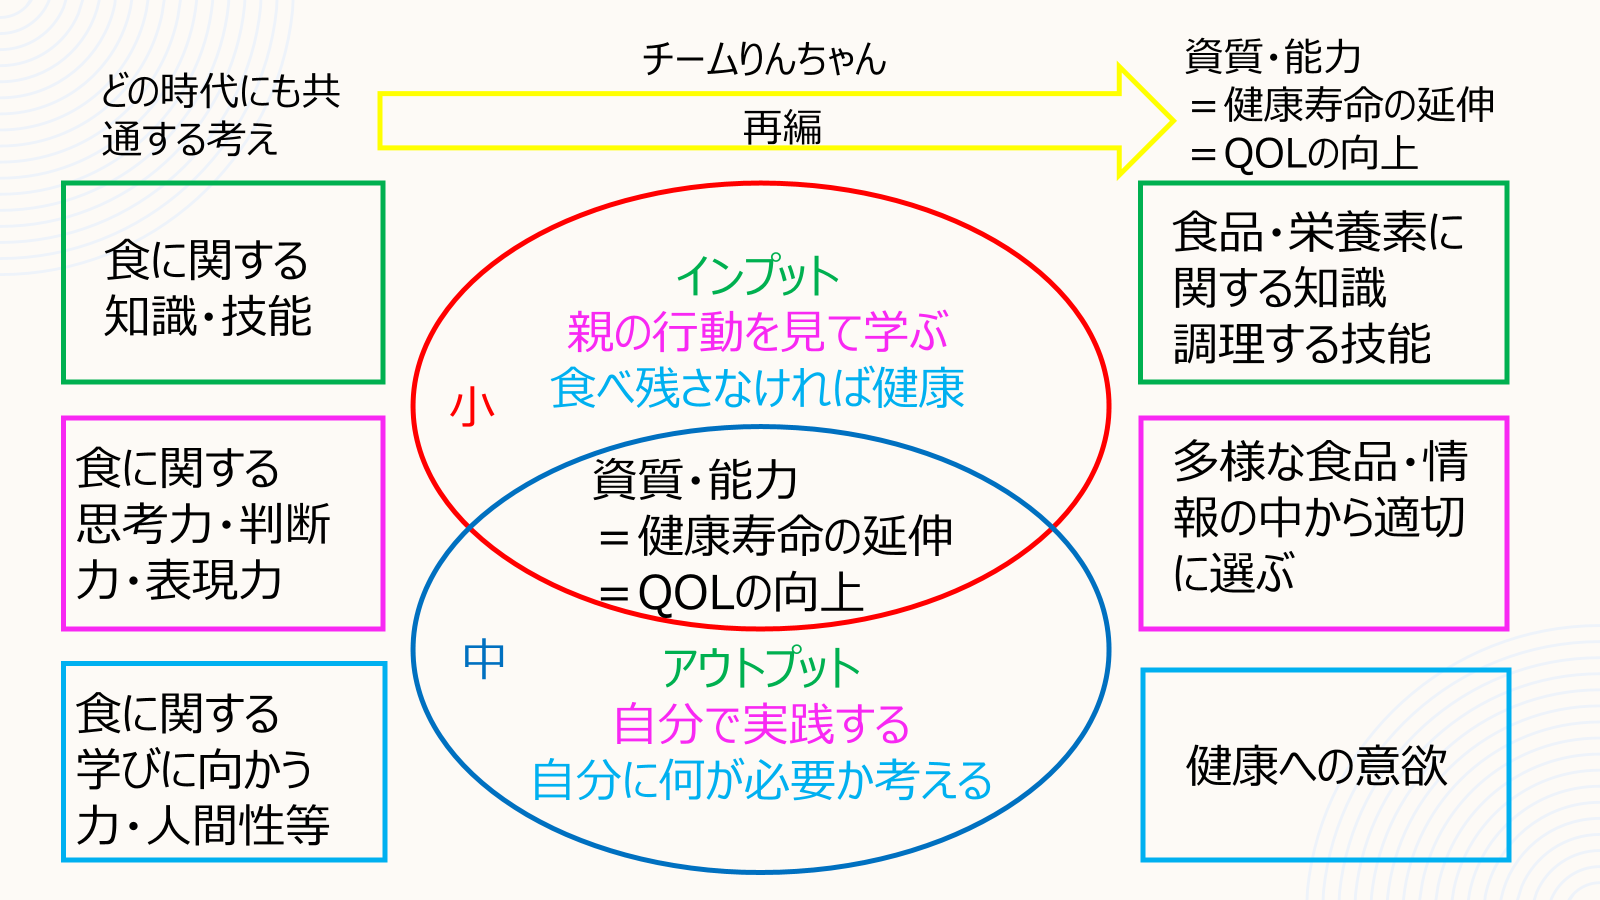 チームりんちゃん
再編
どの時代にも共
通する考え
資質・能力
＝健康寿命の延伸
＝QOLの向上
食に関する
知識・技能
食に関する
思考力・判断
力・表現力
食に関する
学びに向かう
力・人間性等
インプット
親の行動を見て学ぶ
食べ残さなければ健康
小
資質・能力
＝健康寿命の延伸
＝QOLの向上
中
アウトプット
自分で実践する
自分に何が必要か考える
食品・栄養素に
関する知識
調理する技能
多様な食品・情
報の中から適切
に選ぶ
健康への意欲